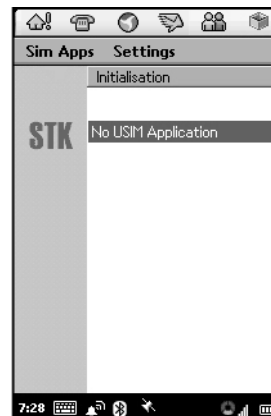 Sim Apps Settings
Initialisation
STK
No USIM Application
7:28